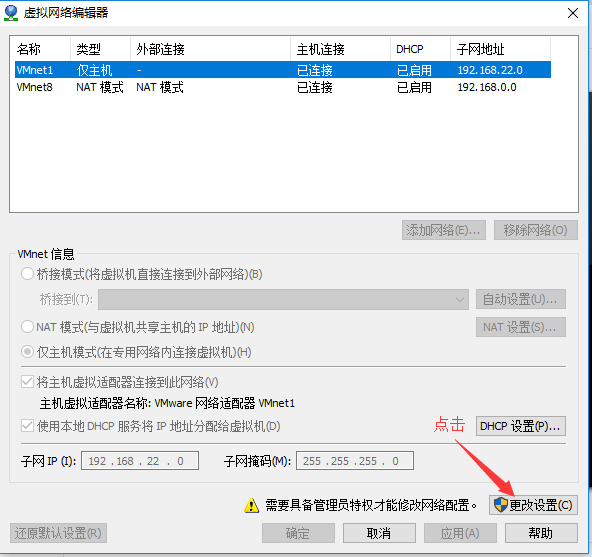 虚拟网络编辑器
名称 类型 外部连接 主机连接 DHCP 子网地址
VMnet1 仅主机 - 已连接 已启用 192.168.22.0
VMnet8 NAT 模式 NAT 模式 已连接 已启用 192.168.0.0
添加网络(E)... 移除网络(O)
VMnet 信息
桥接模式(将虚拟机直接连接到外部网络)(B)
桥接到(T): 自动设置(U)...
NAT 模式(与虚拟机共享主机的 IP 地址)(N) NAT 设置(S)...
仅主机模式(在专用网络内连接虚拟机)(H)
将主机虚拟适配器连接到此网络(V)
主机虚拟适配器名称: VMware 网络适配器 VMnet1
使用本地 DHCP 服务将 IP 地址分配给虚拟机(D) 点击 DHCP 设置(P)...
子网 IP (I): 192 . 168 . 22 . 0 子网掩码(M): 255 . 255 . 255 . 0
需要具备管理员特权才能修改网络配置。 更改设置(C)
还原默认设置(R) 确定 取消 应用(A) 帮助